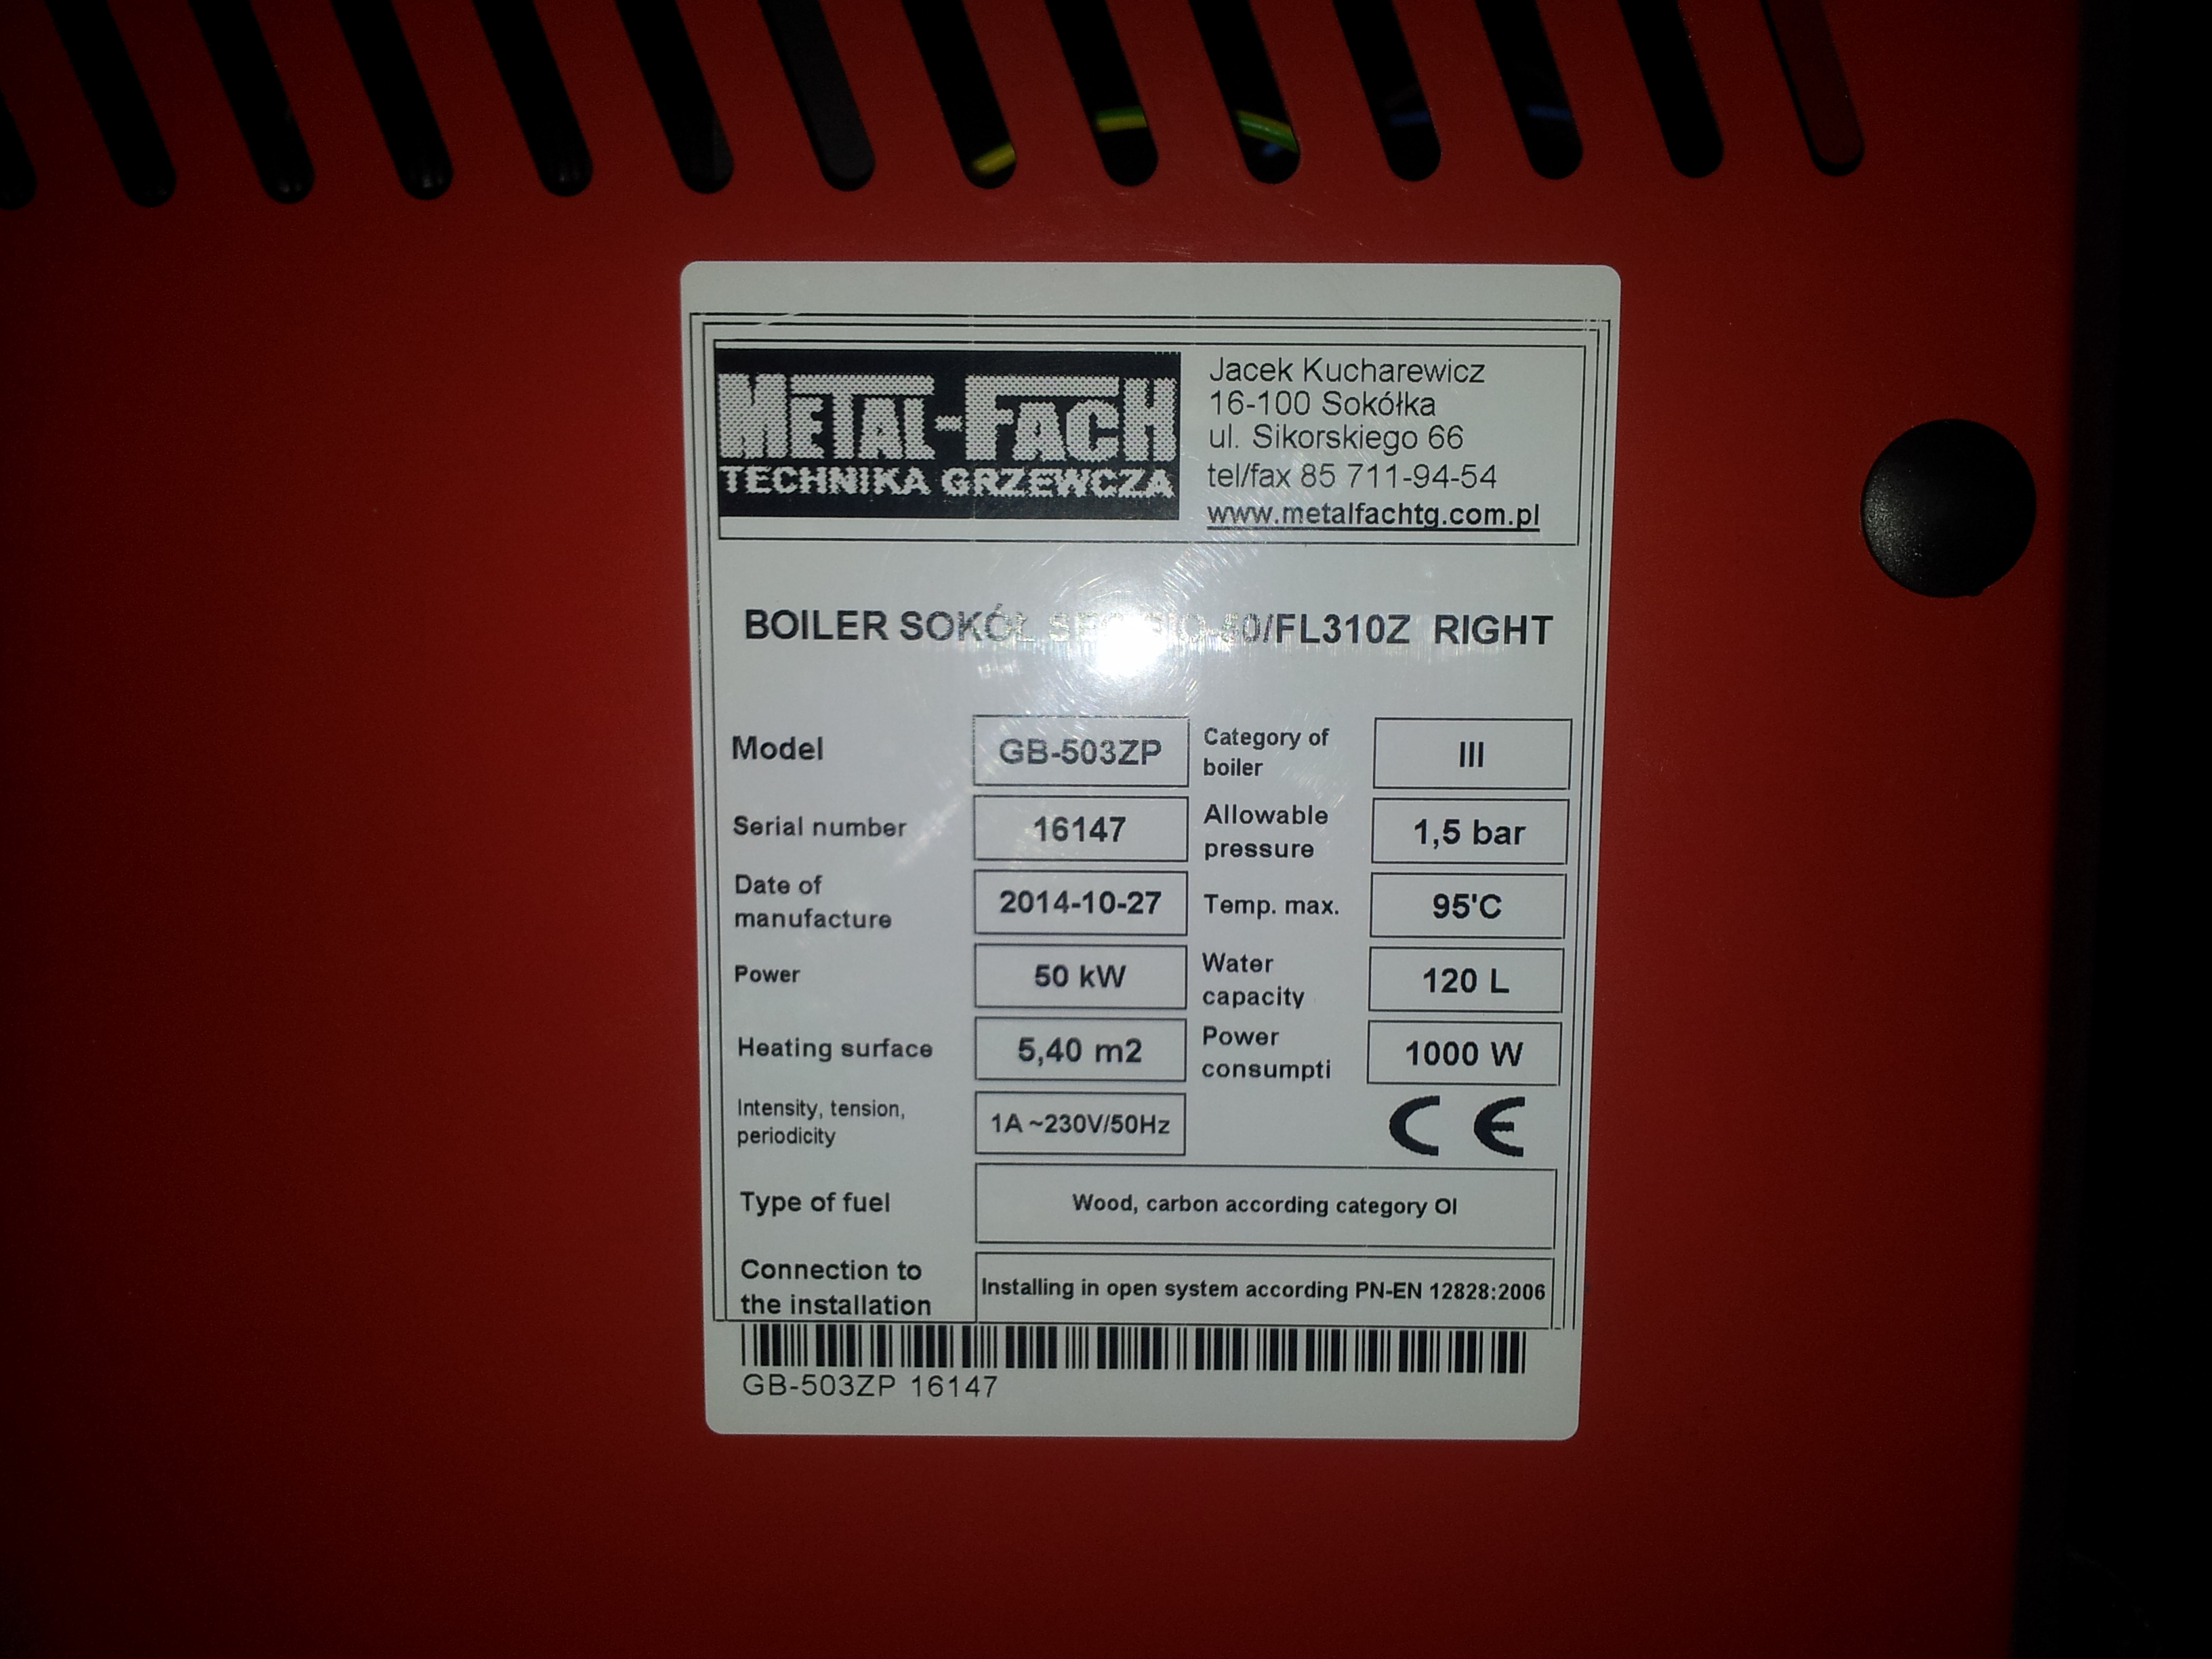 METAL-FACH
TECHNIKA GRZEWCZA
Jacek Kucharewicz
16-100 Sokółka
ul. Sikorskiego 66
tel/fax 85 711-94-54
www.metalfachtg.com.pl
BOILER SOKÓŁ /FL310Z RIGHT
Model GB-503ZP
Category of boiler III
Serial number 16147
Allowable pressure 1,5 bar
Date of manufacture 2014-10-27
Temp. max. 95'C
Power 50 kW
Water capacity 120 L
Heating surface 5,40 m2
Power consumpti 1000 W
Intensity, tension, periodicity 1A ~230V/50Hz
CE
Type of fuel Wood, carbon according category OI
Connection to the installation Installing in open system according PN-EN 12828:2006
GB-503ZP 16147